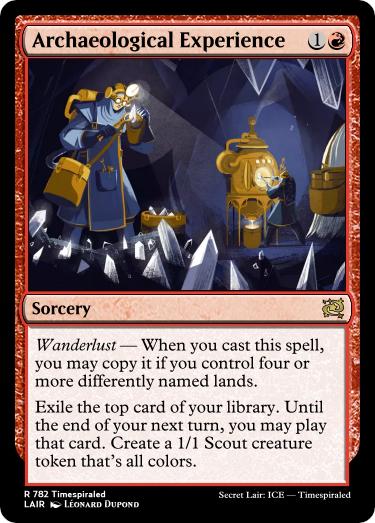 Archaeological Experience 1
Sorcery
Wanderlust — When you cast this spell,
you may copy it if you control four or
more differently named lands.
Exile the top card of your library. Until
the end of your next turn, you may play
that card. Create a 1/1 Scout creature
token that's all colors.
R 782 Timespiraled
LAIR Léonard Dupond
Secret Lair: ICE — Timespiraled